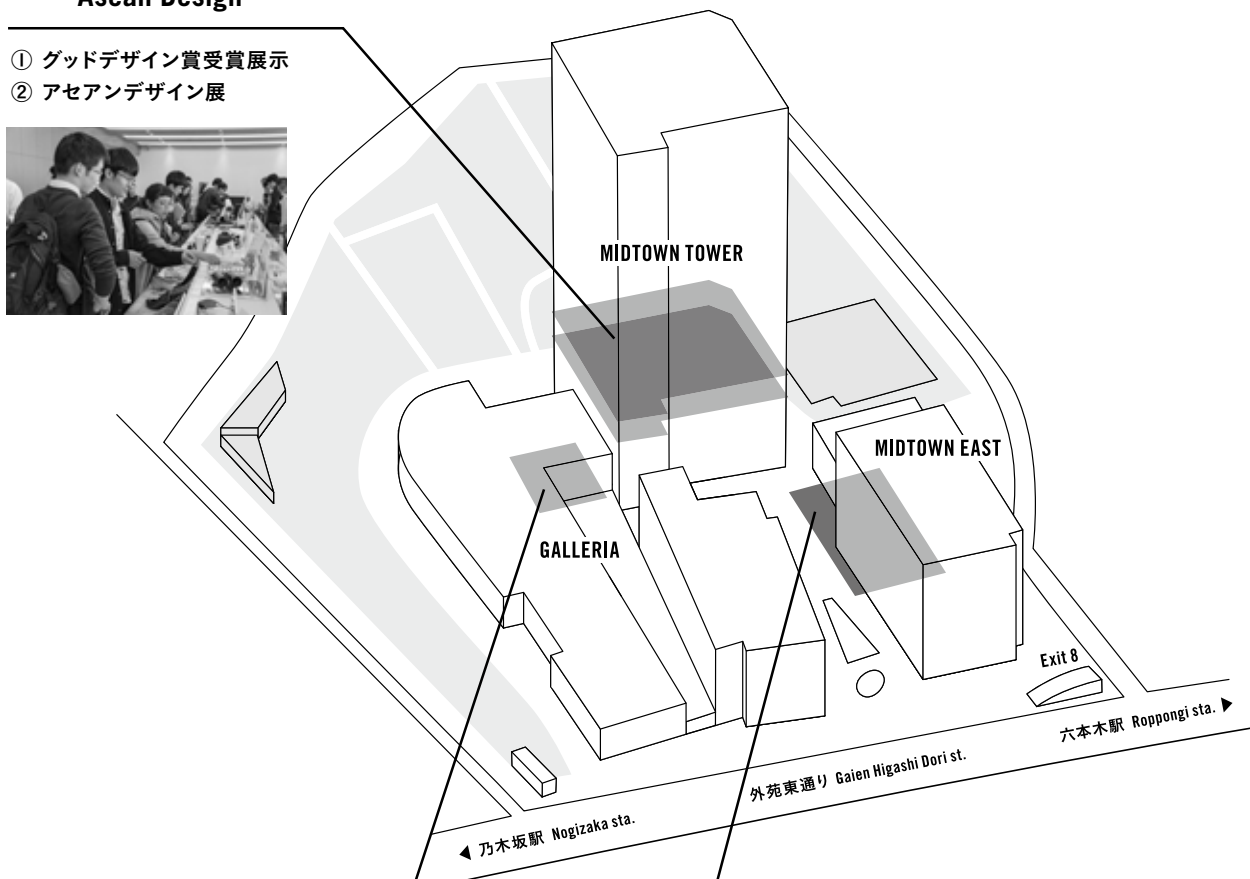 Asean Design
① グッドデザイン賞受賞展示
② アセアンデザイン展
MIDTOWN TOWER
MIDTOWN EAST
GALLERIA
Exit 8
六本木駅 Roppongi sta. ▶
外苑東通り Gaien Higashi Dori st.
◀ 乃木坂駅 Nogizaka sta.